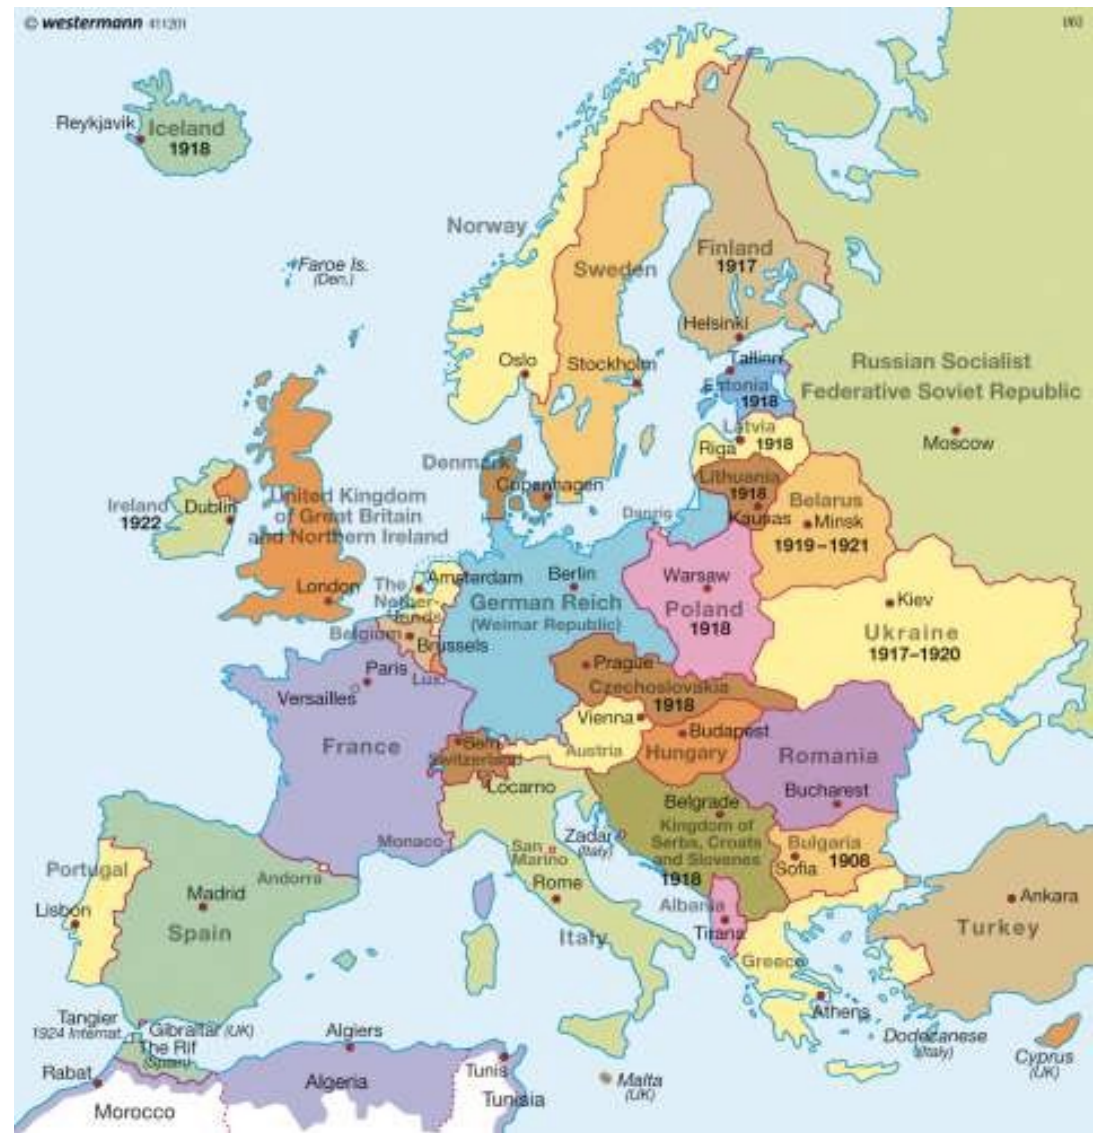 © westermann 411201
Reykjavik
Iceland
1918
Norway
Faroe Is.
(Den.)
Sweden
Finland
1917
Helsinki
Oslo
Stockholm
Tallinn
Estonia
1918
Russian Socialist
Federative Soviet Republic
Moscow
Latvia
Riga
1918
Denmark
Copenhagen
Lithuania
1918
Kaunas
Belarus
Minsk
1919–1921
Ireland
1922
Dublin
United Kingdom
of Great Britain
and Northern Ireland
London
Danzig
The
Nether-
lands
Amsterdam
Berlin
German Reich
(Weimar Republic)
Warsaw
Poland
1918
Kiev
Ukraine
1917–1920
Belgium
Brussels
Lux.
Paris
Versailles
France
Prague
Czechoslovakia
1918
Vienna
Austria
Budapest
Hungary
Romania
Bucharest
Bern
Switzerland
Locarno
Monaco
San
Marino
Zadar
(Italy)
Belgrade
Kingdom of
Serbs, Croats
and Slovenes
1918
Bulgaria
1908
Sofia
Portugal
Lisbon
Andorra
Madrid
Spain
Rome
Italy
Albania
Tirana
Greece
Athens
Ankara
Turkey
Dodecanese
(Italy)
Cyprus
(UK)
Tangier
1924 Internat.
Gibraltar (UK)
The Rif
(Spain)
Rabat
Morocco
Algiers
Algeria
Tunis
Tunisia
Malta
(UK)